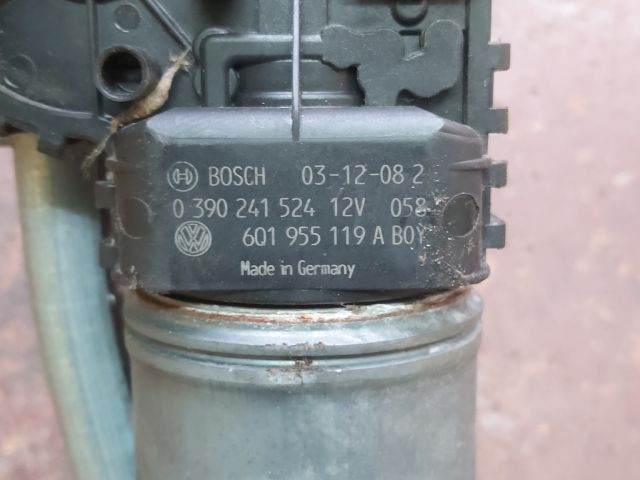 BOSCH 03-12-08 2
0 390 241 524 12V 058
6Q1 955 119 A BOY
Made in Germany